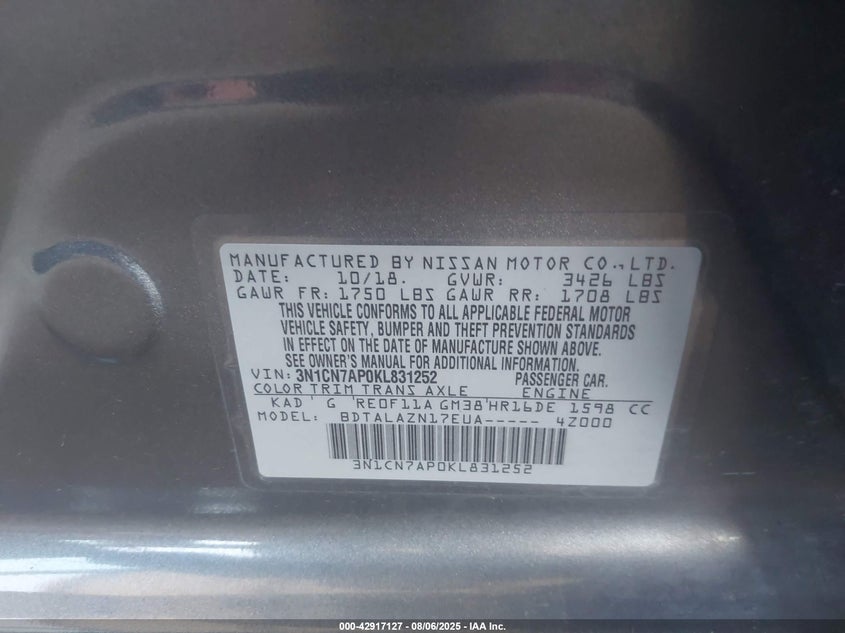 MANUFACTURED BY NISSAN MOTOR CO., LTD.
DATE: 10/18. GVWR: 3426 LBS
GAWR FR: 1750 LBS GAWR RR: 1708 LBS
THIS VEHICLE CONFORMS TO ALL APPLICABLE FEDERAL MOTOR
VEHICLE SAFETY, BUMPER AND THEFT PREVENTION STANDARDS
IN EFFECT ON THE DATE OF MANUFACTURE SHOWN ABOVE.
SEE OWNER'S MANUAL FOR ADDITIONAL INFORMATION.
VIN: 3N1CN7AP0KL831252 PASSENGER CAR.
COLOR TRIM TRANS AXLE ENGINE
KAD ' G 'RE0F11A GM38'HR16DE 1598 CC
MODEL: BDTALAZN17EUA----- 4Z000
3N1CN7AP0KL831252
000-42917127 - 08/06/2025 - IAA Inc.